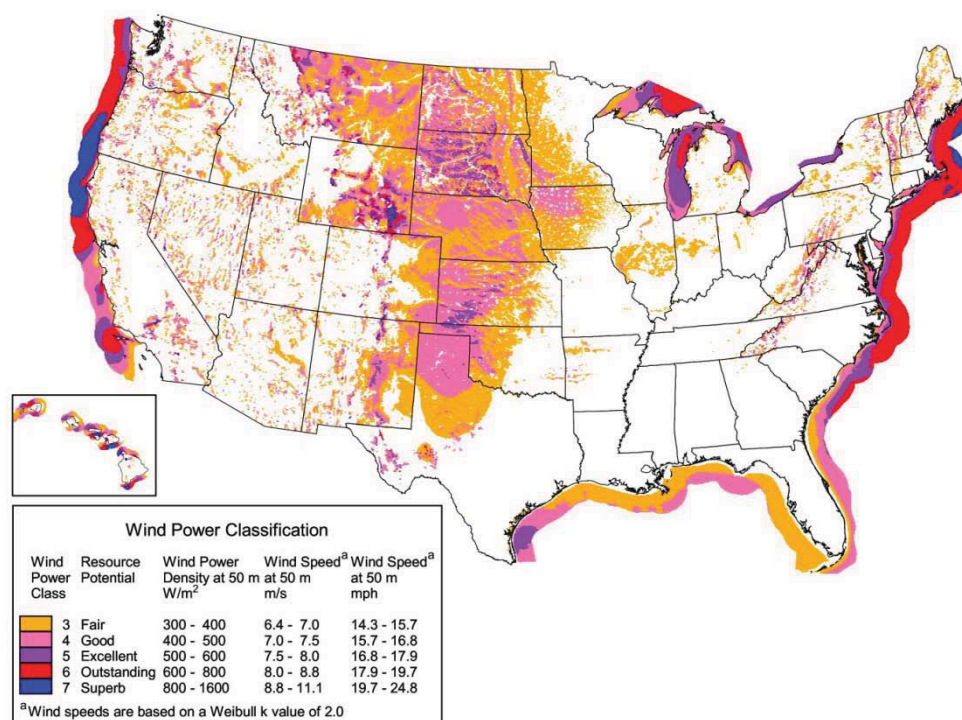 Wind Power Classification
Wind Resource Wind Power Wind Speedᵃ Wind Speedᵃ
Power Potential Density at 50 m at 50 m at 50 m
Class W/m² m/s mph
3 Fair 300 - 400 6.4 - 7.0 14.3 - 15.7
4 Good 400 - 500 7.0 - 7.5 15.7 - 16.8
5 Excellent 500 - 600 7.5 - 8.0 16.8 - 17.9
6 Outstanding 600 - 800 8.0 - 8.8 17.9 - 19.7
7 Superb 800 - 1600 8.8 - 11.1 19.7 - 24.8
ᵃ Wind speeds are based on a Weibull k value of 2.0